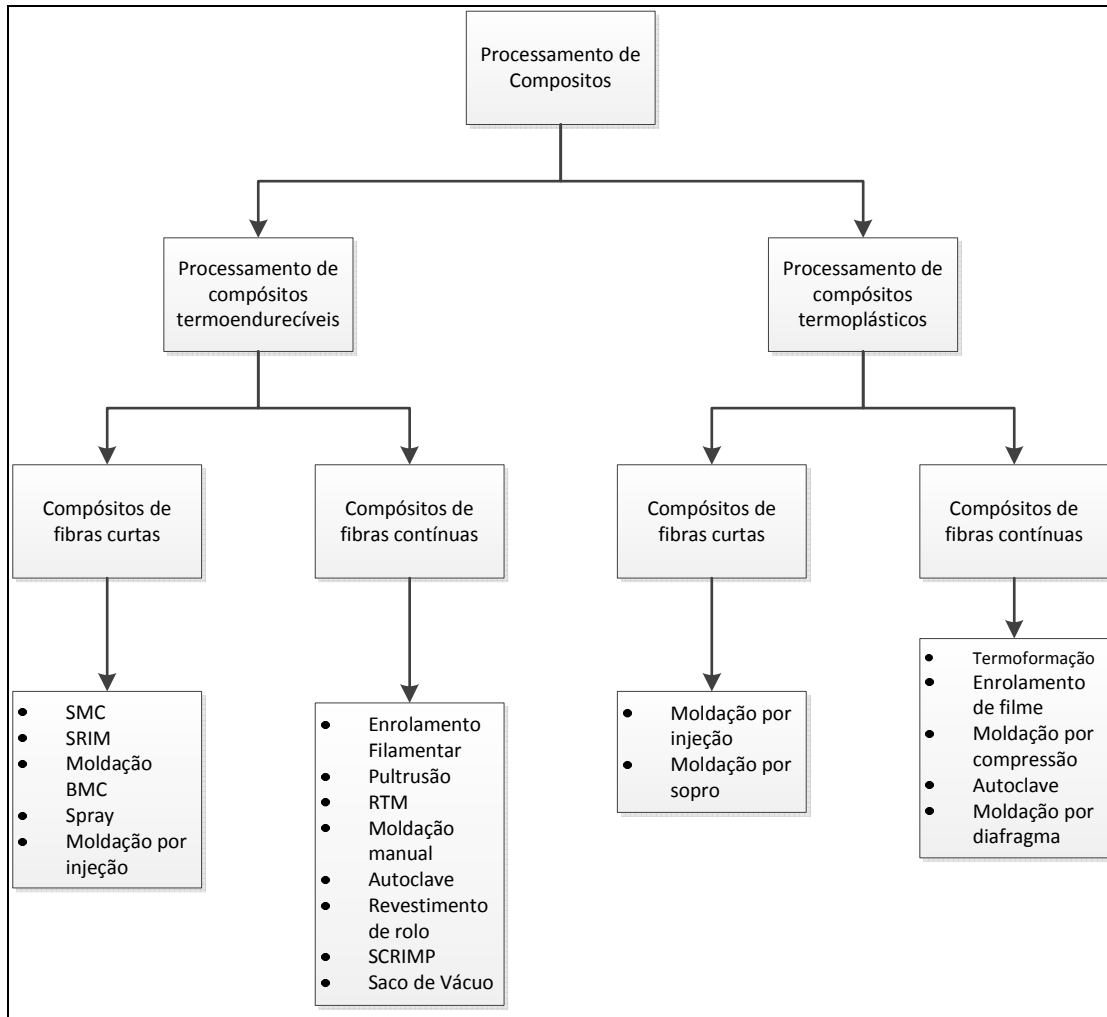 Processamento de
Compositos
Processamento de
compósitos
termoendurecíveis
Processamento de
compósitos
termoplásticos
Compósitos de
fibras curtas
Compósitos de
fibras contínuas
Compósitos de
fibras curtas
Compósitos de
fibras contínuas
• SMC
• SRIM
• Moldação
BMC
• Spray
• Moldação por
injeção
• Enrolamento
Filamentar
• Pultrusão
• RTM
• Moldação
manual
• Autoclave
• Revestimento
de rolo
• SCRIMP
• Saco de Vácuo
• Moldação por
injeção
• Moldação por
sopro
• Termoformação
• Enrolamento
de filme
• Moldação por
compressão
• Autoclave
• Moldação por
diafragma